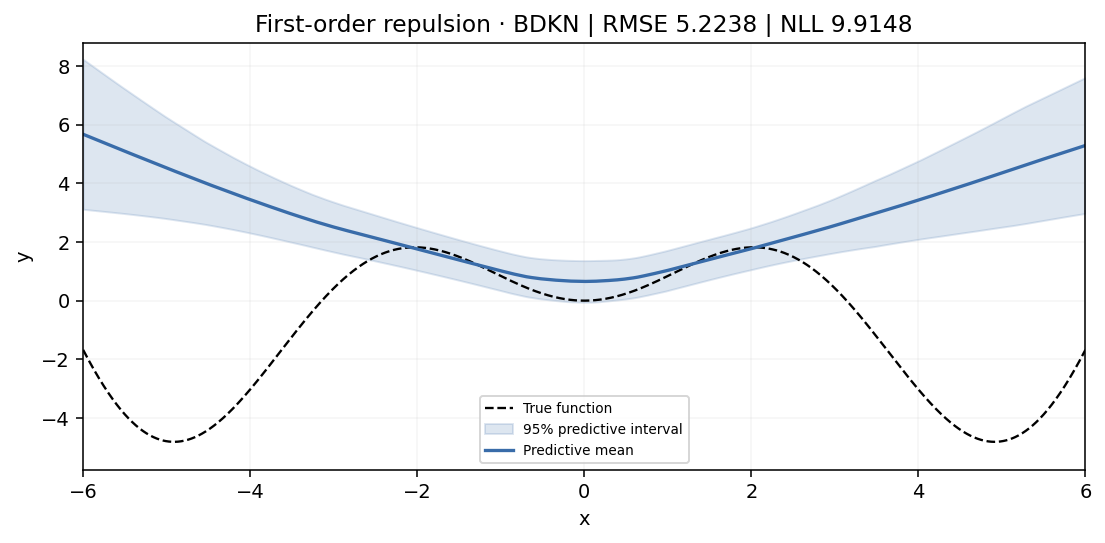 First-order repulsion · BDKN | RMSE 5.2238 | NLL 9.9148
8
6
4
2
0
−2
−4
y
True function
95% predictive interval
Predictive mean
−6
−4
−2
0
2
4
6
x